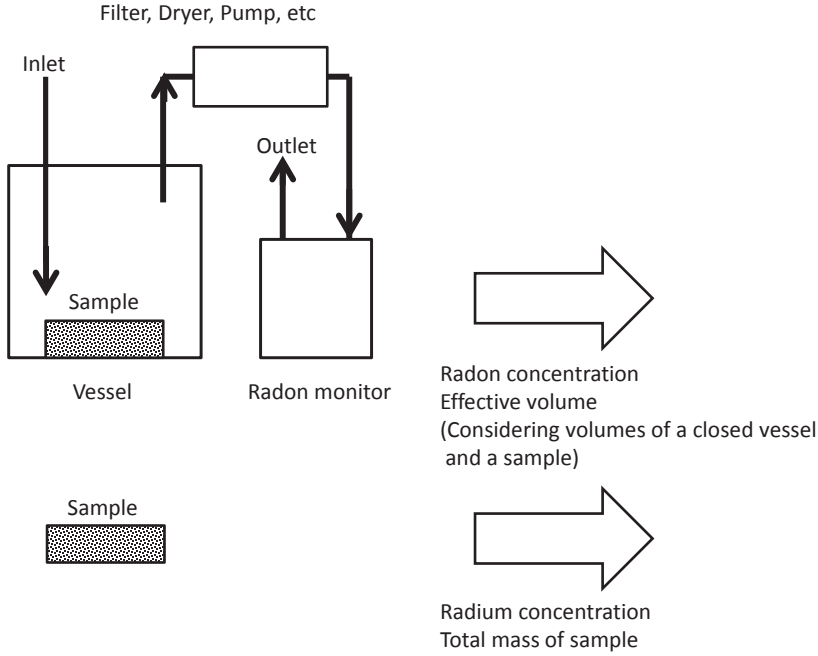 Filter, Dryer, Pump, etc
Inlet
Outlet
Sample
Vessel
Radon monitor
Radon concentration
Effective volume
(Considering volumes of a closed vessel
and a sample)
Sample
Radium concentration
Total mass of sample